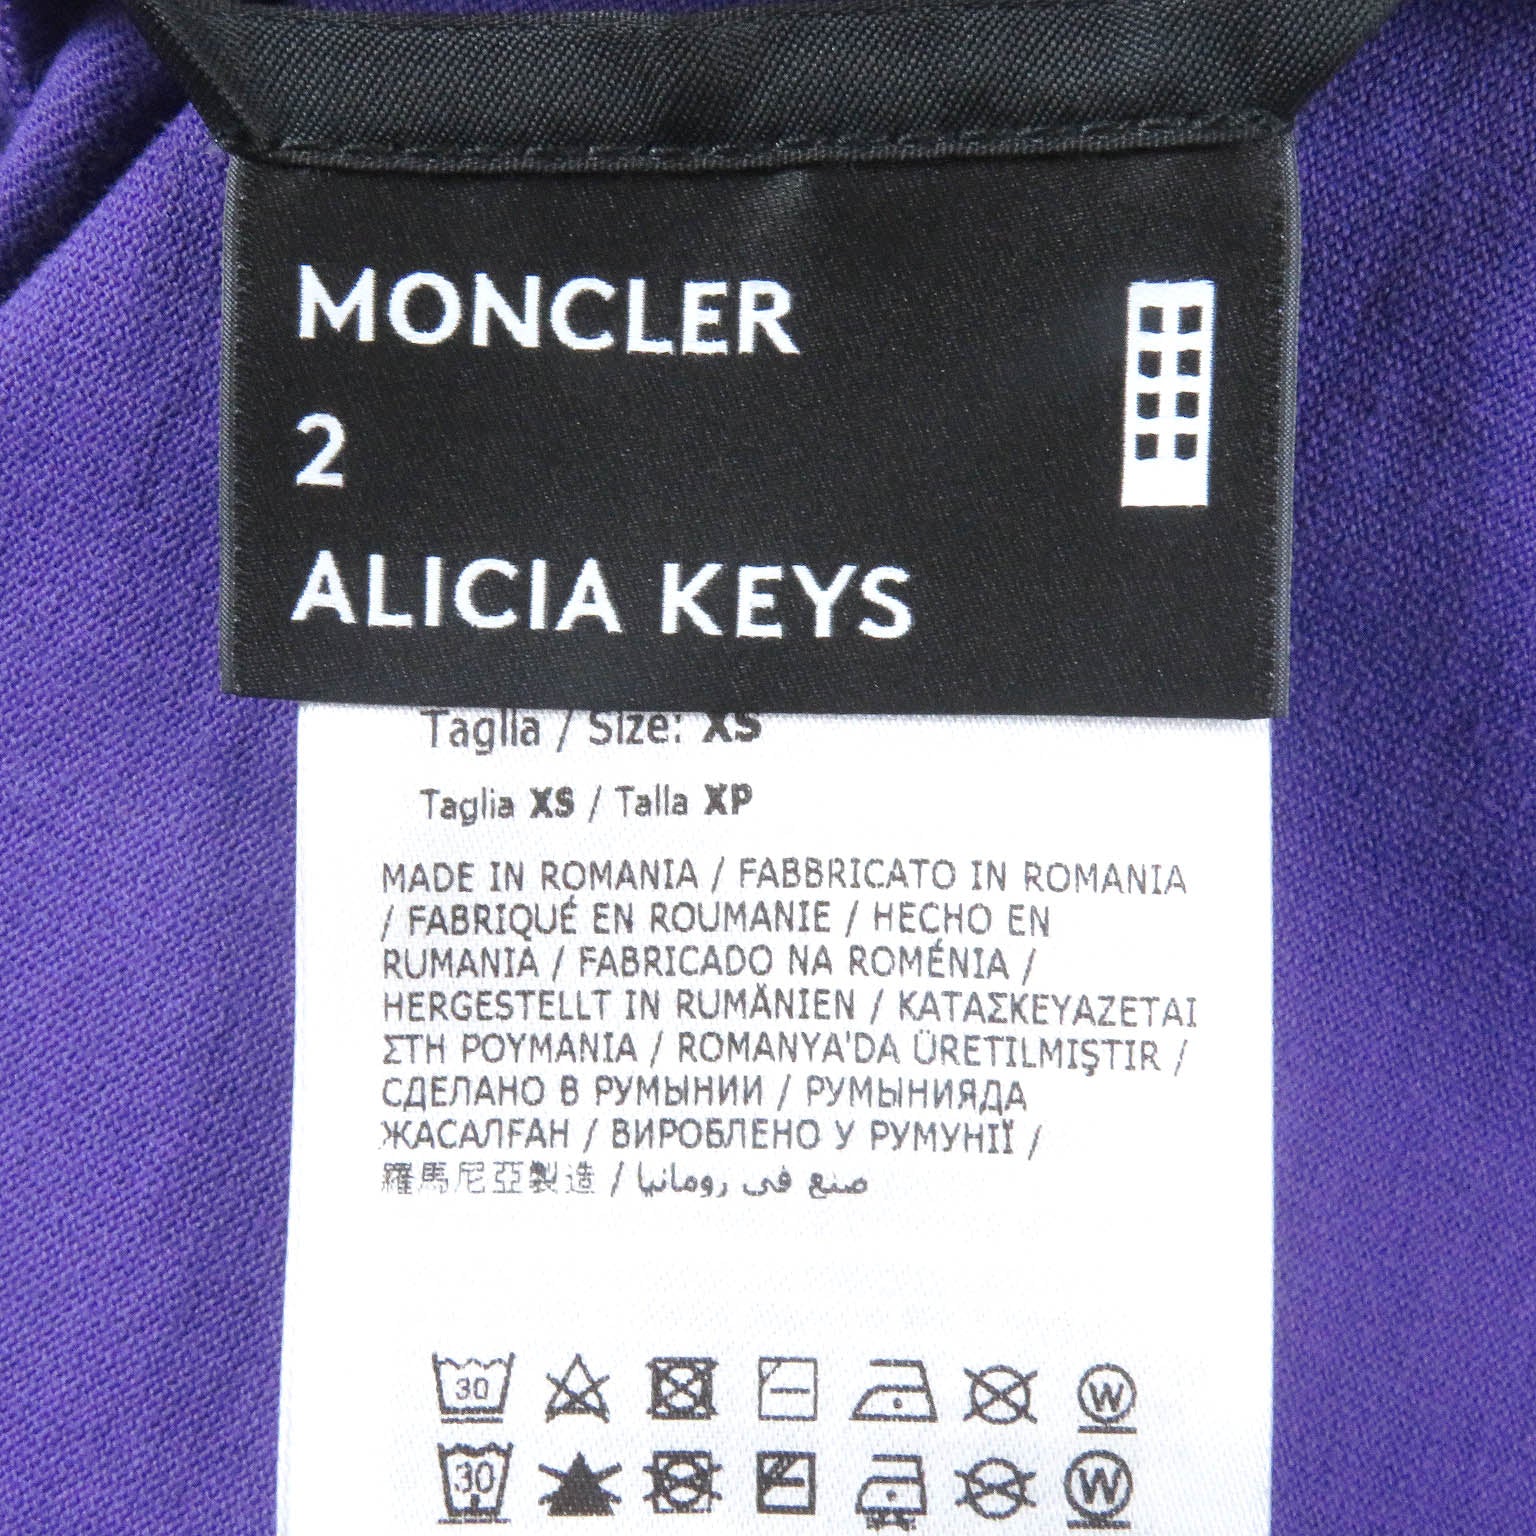 MONCLER
2
ALICIA KEYS
Taglia / Size: XS
Taglia XS / Talla XP
MADE IN ROMANIA / FABBRICATO IN ROMANIA
/ FABRIQUÉ EN ROUMANIE / HECHO EN
RUMANIA / FABRICADO NA ROMÉNIA /
HERGESTELLT IN RUMÄNIEN / ΚΑΤΑΣΚΕΥΑΖΕΤΑΙ
ΣΤΗ ΡΟΥΜΑΝΙΑ / ROMANYA'DA ÜRETILMIŞTIR /
СДЕЛАНО В РУМЫНИИ / РУМЫНИЯДА
ЖАСАЛҒАН / ВИРОБЛЕНО У РУМУНІЇ /
羅馬尼亞製造 / صنع في رومانيا
30 W
30 W